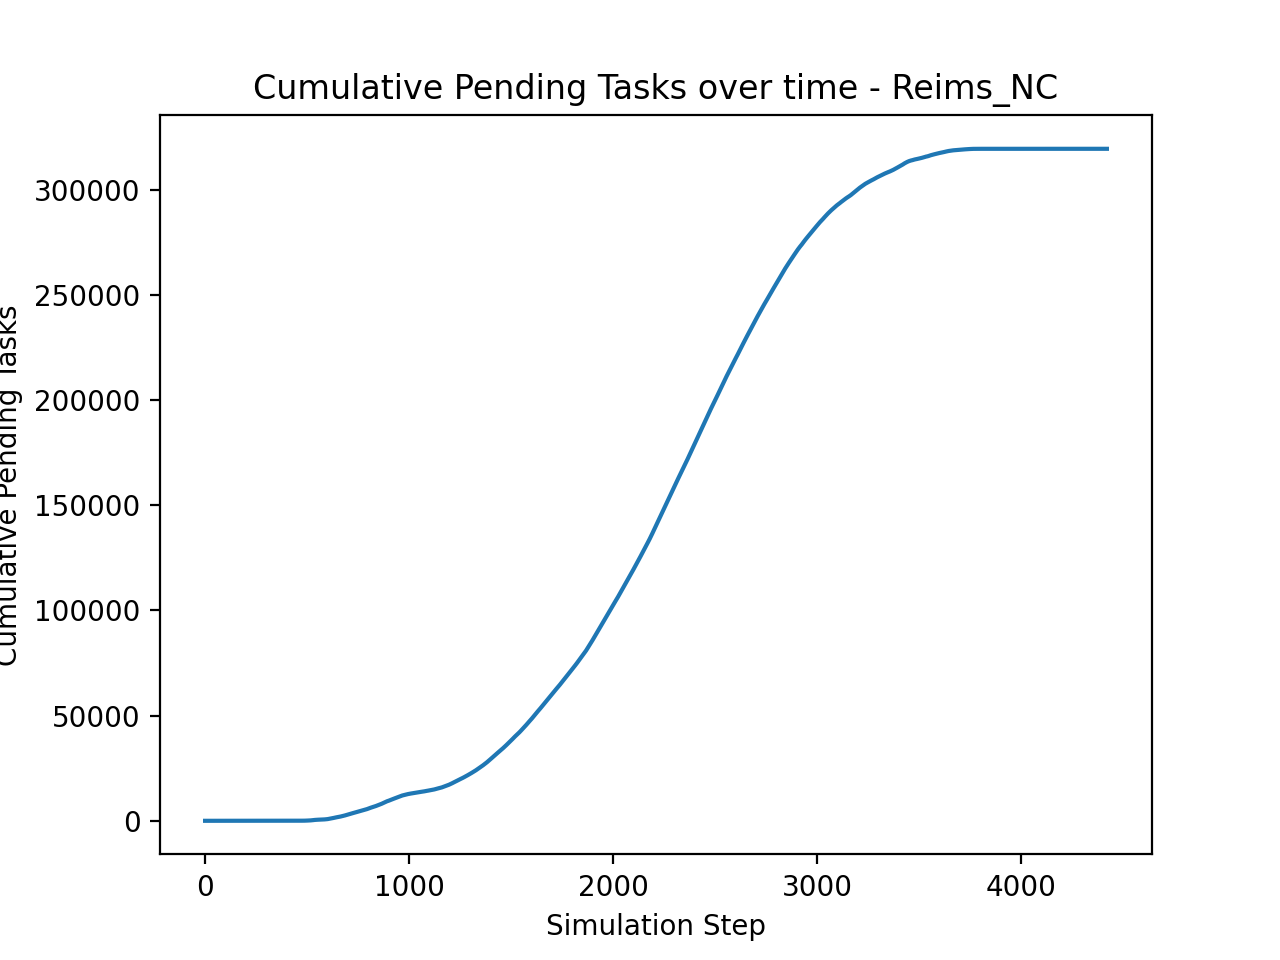 Cumulative Pending Tasks over time - Reims_NC
Cumulative Pending Tasks
300000
250000
200000
150000
100000
50000
0
0 1000 2000 3000 4000
Simulation Step